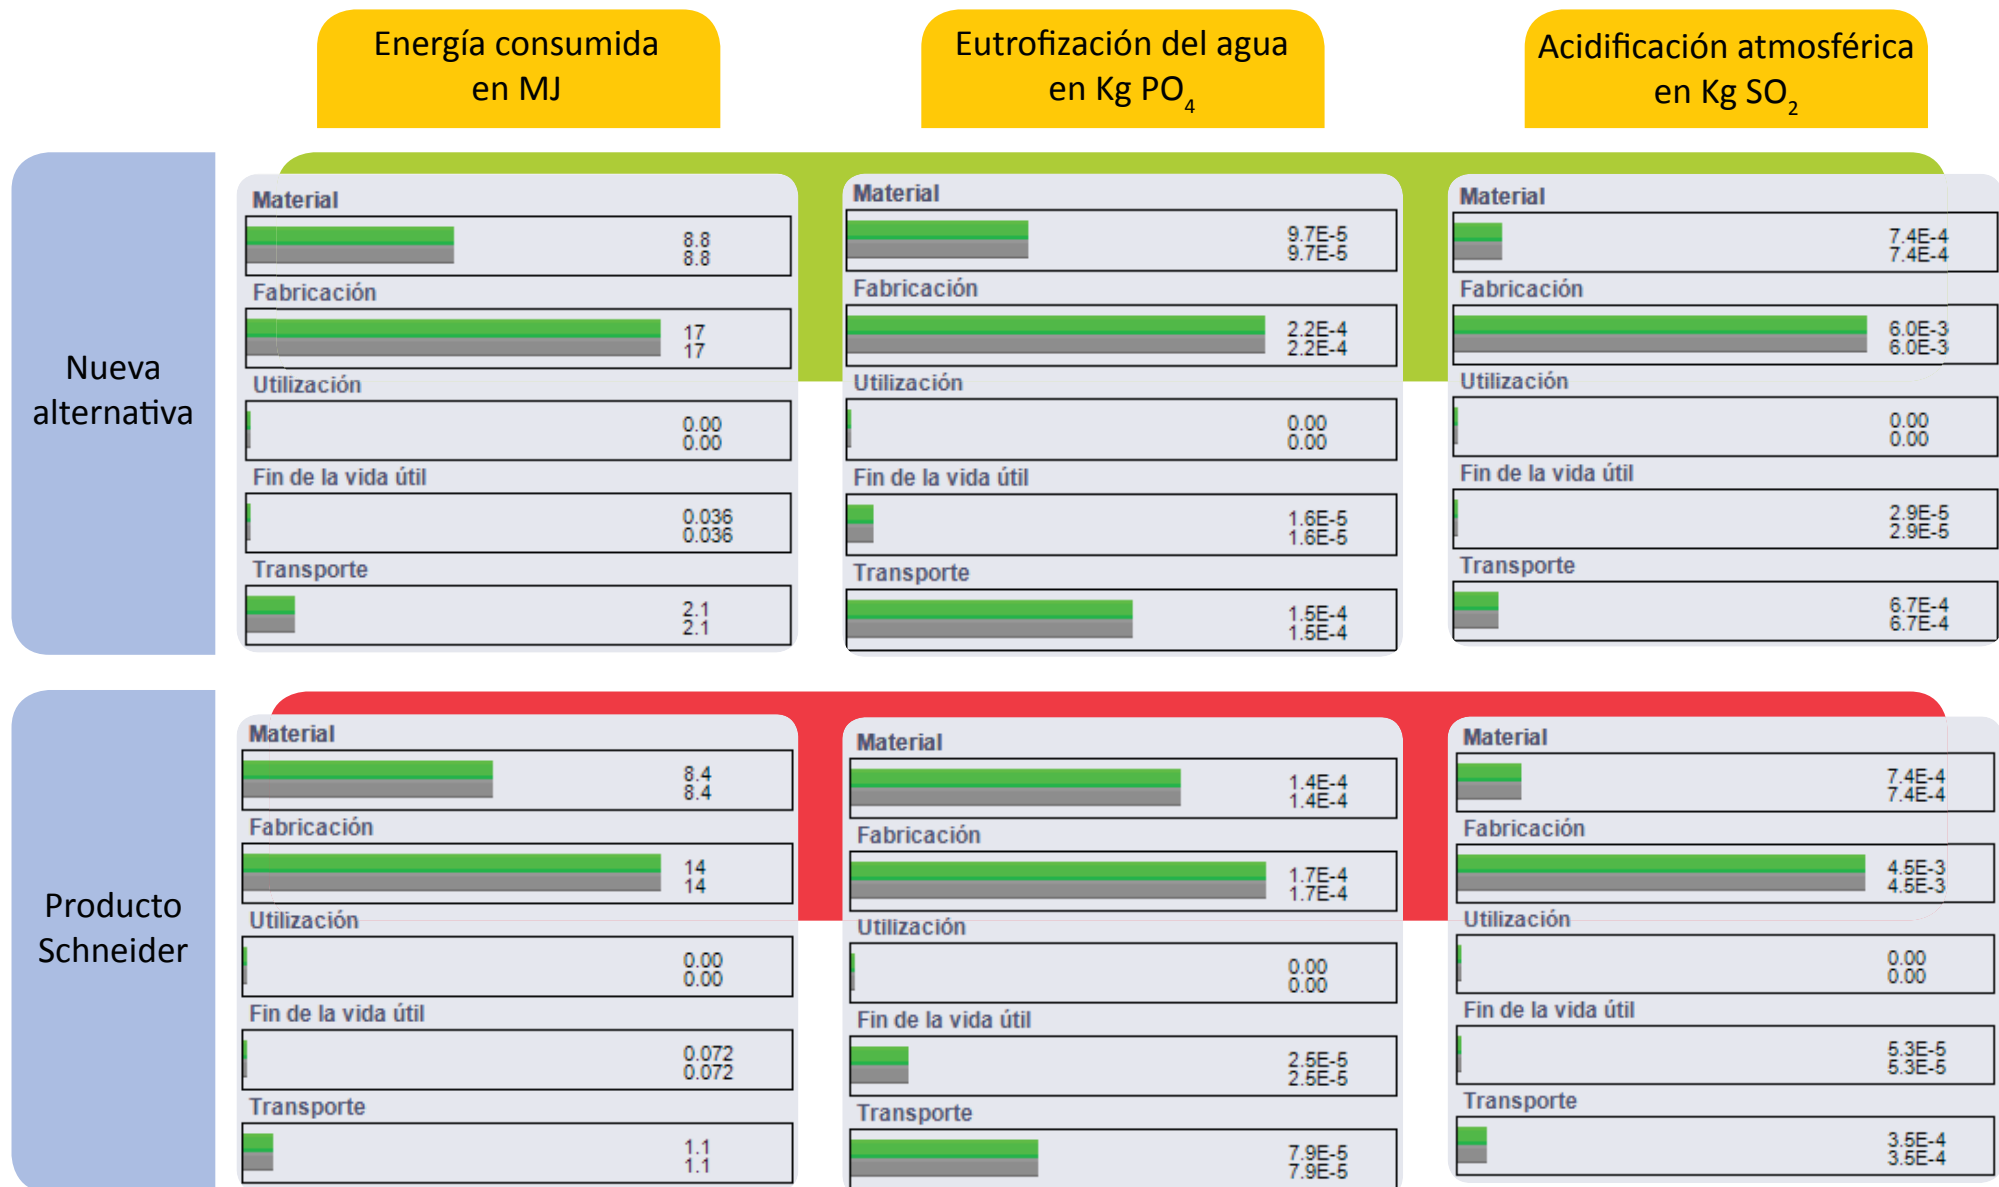 Energía consumida
en MJ
Eutrofización del agua
en Kg PO₄
Acidificación atmosférica
en Kg SO₂
Nueva
alternativa
Material
8.8
8.8
Fabricación
17
17
Utilización
0.00
0.00
Fin de la vida útil
0.036
0.036
Transporte
2.1
2.1
Material
9.7E-5
9.7E-5
Fabricación
2.2E-4
2.2E-4
Utilización
0.00
0.00
Fin de la vida útil
1.6E-5
1.6E-5
Transporte
1.5E-4
1.5E-4
Material
7.4E-4
7.4E-4
Fabricación
6.0E-3
6.0E-3
Utilización
0.00
0.00
Fin de la vida útil
2.9E-5
2.9E-5
Transporte
6.7E-4
6.7E-4
Producto
Schneider
Material
8.4
8.4
Fabricación
14
14
Utilización
0.00
0.00
Fin de la vida útil
0.072
0.072
Transporte
1.1
1.1
Material
1.4E-4
1.4E-4
Fabricación
1.7E-4
1.7E-4
Utilización
0.00
0.00
Fin de la vida útil
2.5E-5
2.5E-5
Transporte
7.9E-5
7.9E-5
Material
7.4E-4
7.4E-4
Fabricación
4.5E-3
4.5E-3
Utilización
0.00
0.00
Fin de la vida útil
5.3E-5
5.3E-5
Transporte
3.5E-4
3.5E-4